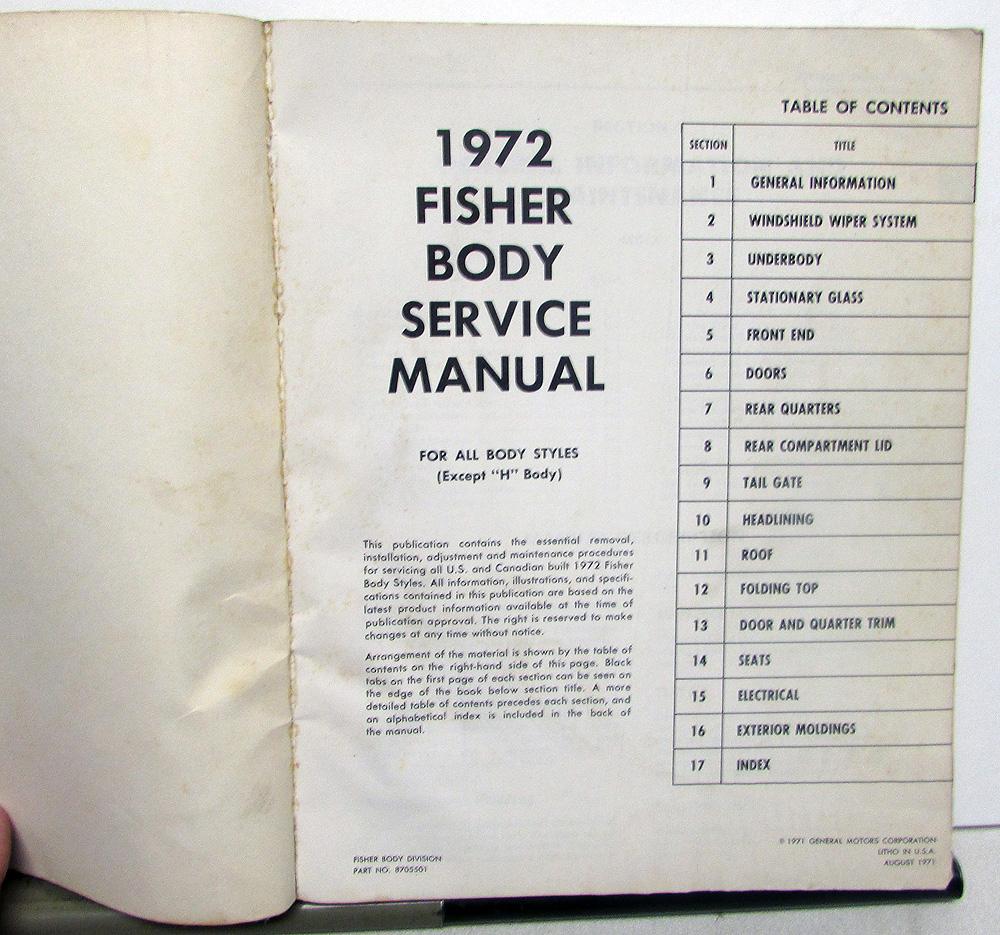 1972
FISHER
BODY
SERVICE
MANUAL
FOR ALL BODY STYLES
(Except "H" Body)
This publication contains the essential removal,
installation, adjustment and maintenance procedures
for servicing all U.S. and Canadian built 1972 Fisher
Body Styles. All information, illustrations, and specifi-
cations contained in this publication are based on the
latest product information available at the time of
publication approval. The right is reserved to make
changes at any time without notice.
Arrangement of the material is shown by the table of
contents on the right-hand side of this page. Black
tabs on the first page of each section can be seen on
the edge of the book below section title. A more
detailed table of contents precedes each section, and
an alphabetical index is included in the back of
the manual.
FISHER BODY DIVISION
PART NO. 8705501
TABLE OF CONTENTS
SECTION TITLE
1 GENERAL INFORMATION
2 WINDSHIELD WIPER SYSTEM
3 UNDERBODY
4 STATIONARY GLASS
5 FRONT END
6 DOORS
7 REAR QUARTERS
8 REAR COMPARTMENT LID
9 TAIL GATE
10 HEADLINING
11 ROOF
12 FOLDING TOP
13 DOOR AND QUARTER TRIM
14 SEATS
15 ELECTRICAL
16 EXTERIOR MOLDINGS
17 INDEX
© 1971 GENERAL MOTORS CORPORATION
LITHO IN U.S.A.
AUGUST 1971